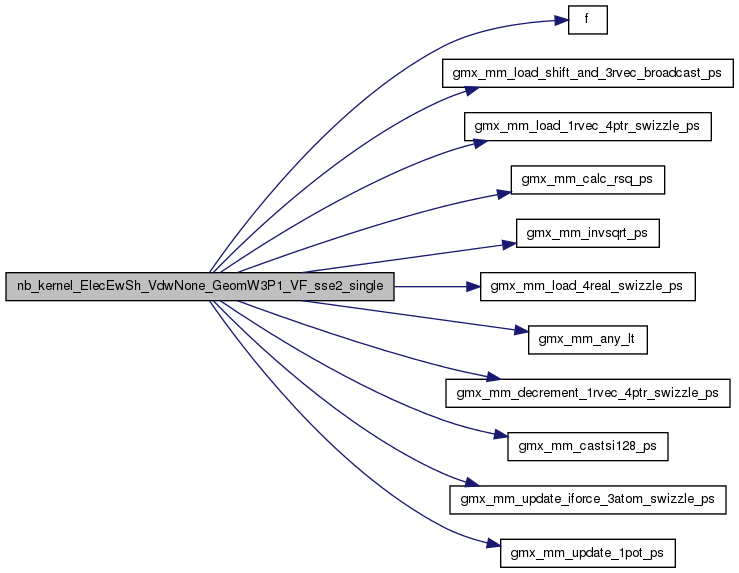 f
gmx_mm_load_shift_and_3rvec_broadcast_ps
gmx_mm_load_1rvec_4ptr_swizzle_ps
gmx_mm_calc_rsq_ps
gmx_mm_invsqrt_ps
nb_kernel_ElecEwSh_VdwNone_GeomW3P1_VF_sse2_single
gmx_mm_load_4real_swizzle_ps
gmx_mm_any_lt
gmx_mm_decrement_1rvec_4ptr_swizzle_ps
gmx_mm_castsi128_ps
gmx_mm_update_iforce_3atom_swizzle_ps
gmx_mm_update_1pot_ps